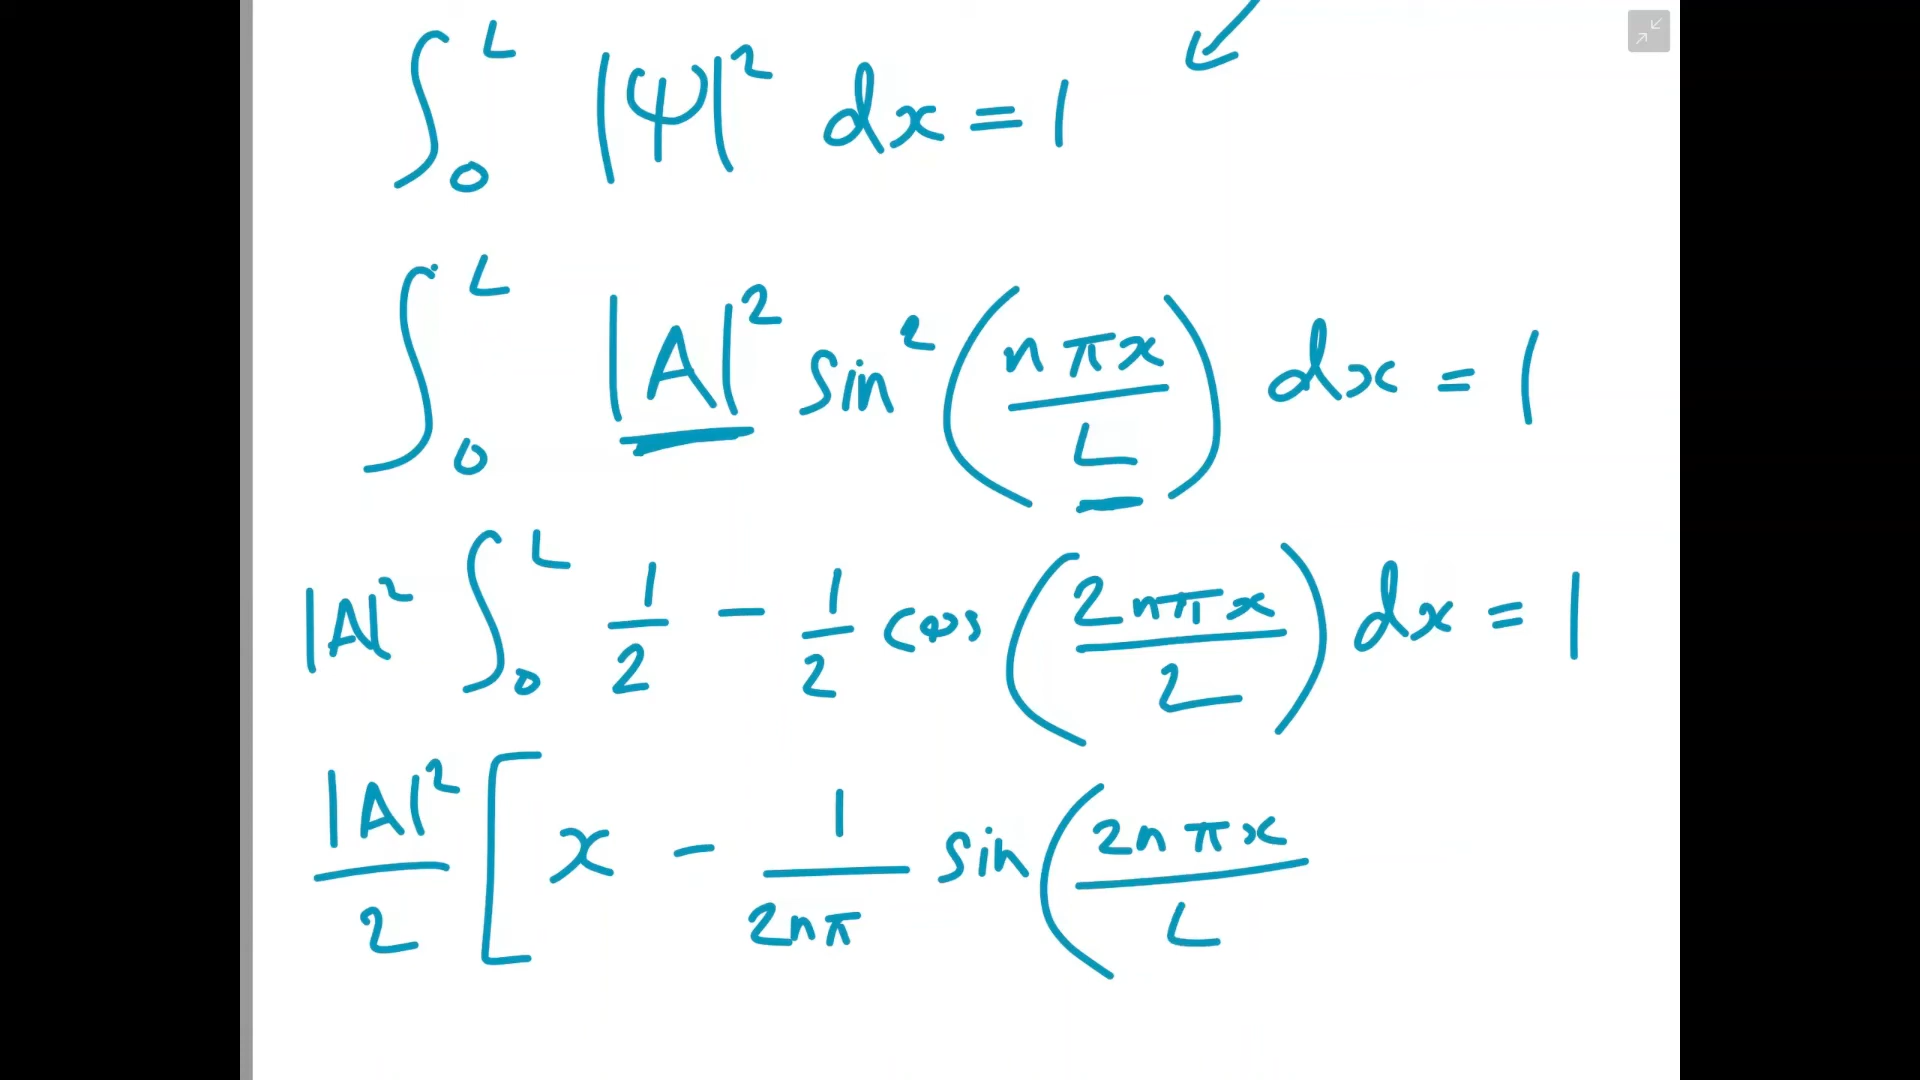 ∫₀ᴸ |Ψ|² dx = 1
∫₀ᴸ |A|² sin² (nπx / L) dx = 1
|A|² ∫₀ᴸ 1/2 − 1/2 cos (2nπx / L) dx = 1
|A|²/2 [ x − 1/(2nπ) sin (2nπx / L